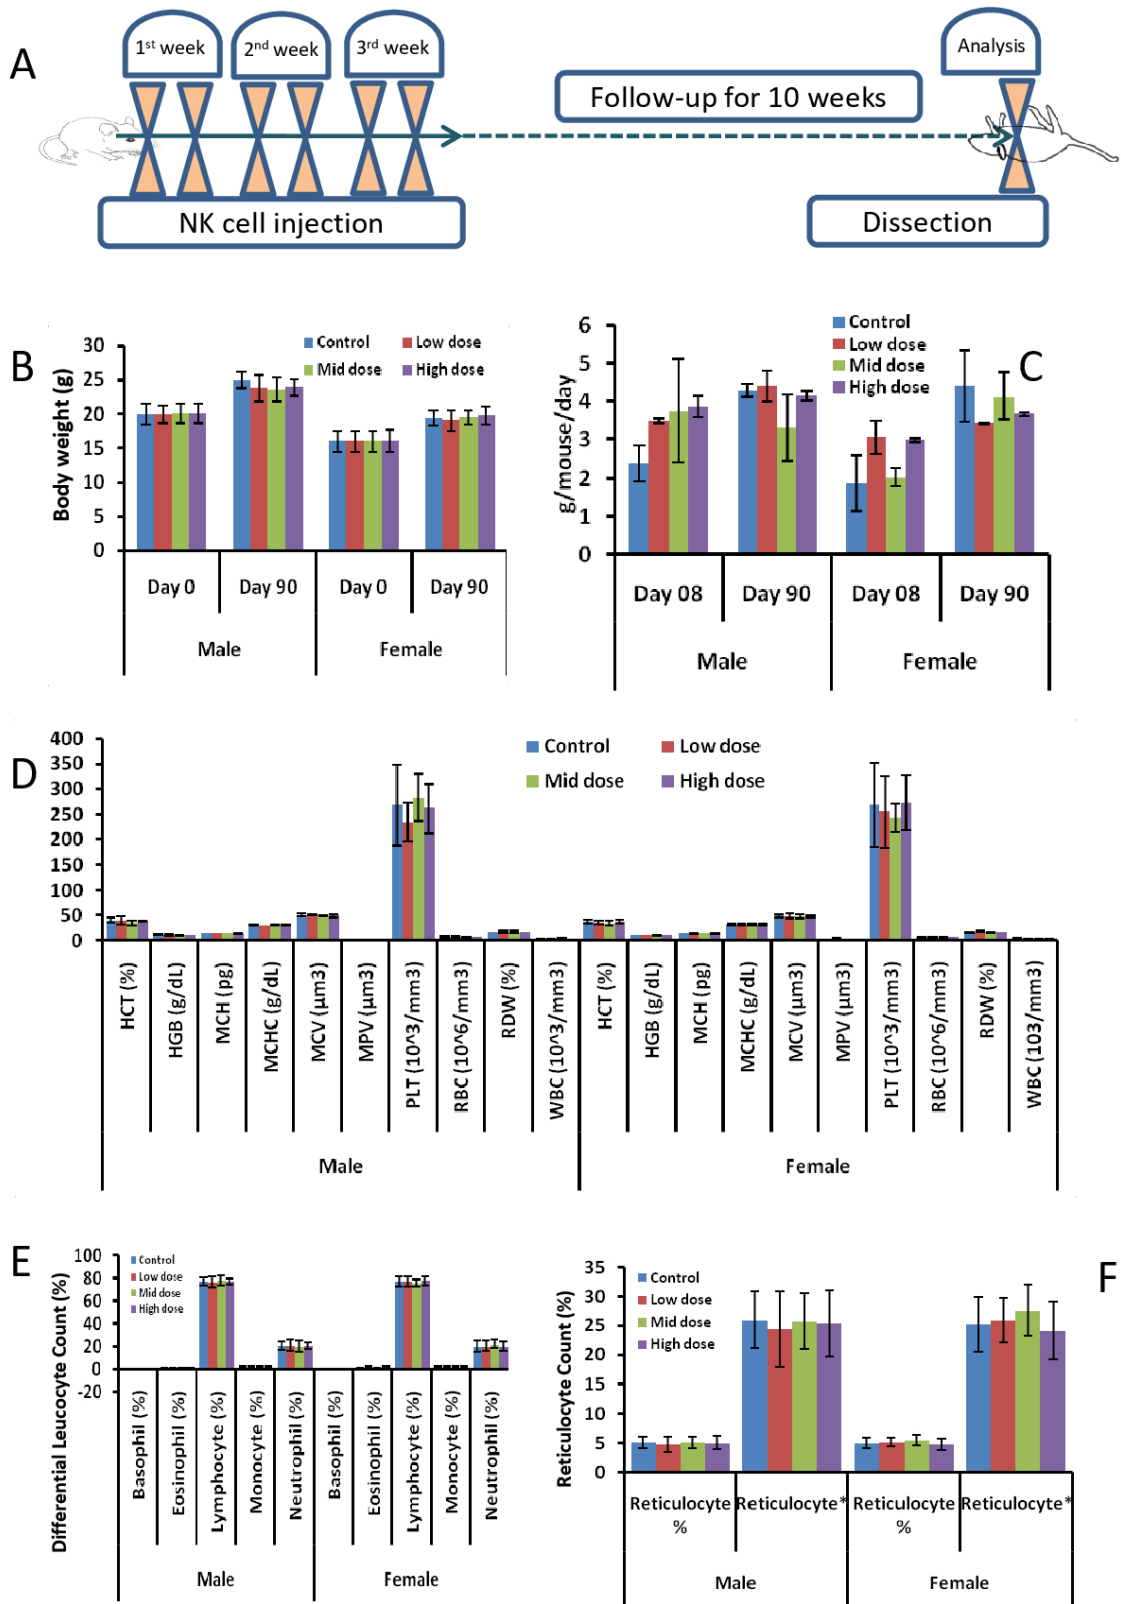 A
1st week
2nd week
3rd week
Analysis
Follow-up for 10 weeks
NK cell injection
Dissection
B
Body weight (g)
30
25
20
15
10
5
0
Control
Low dose
Mid dose
High dose
Day 0
Day 90
Day 0
Day 90
Male
Female
C
g/mouse/day
6
5
4
3
2
1
0
Control
Low dose
Mid dose
High dose
Day 08
Day 90
Day 08
Day 90
Male
Female
D
400
350
300
250
200
150
100
50
0
Control
Low dose
Mid dose
High dose
HCT (%)
HGB (g/dL)
MCH (pg)
MCHC (g/dL)
MCV (µm3)
MPV (µm3)
PLT (10^3/mm3)
RBC (10^6/mm3)
RDW (%)
WBC (10^3/mm3)
HCT (%)
HGB (g/dL)
MCH (pg)
MCHC (g/dL)
MCV (µm3)
MPV (µm3)
PLT (10^3/mm3)
RBC (10^6/mm3)
RDW (%)
WBC (103/mm3)
Male
Female
E
Differential Leucocyte Count (%)
100
80
60
40
20
0
-20
Control
Low dose
Mid dose
High dose
Basophil (%)
Eosinophil (%)
Lymphocyte (%)
Monocyte (%)
Neutrophil (%)
Basophil (%)
Eosinophil (%)
Lymphocyte (%)
Monocyte (%)
Neutrophil (%)
Male
Female
F
Reticulocyte Count (%)
35
30
25
20
15
10
5
0
Control
Low dose
Mid dose
High dose
Reticulocyte
%
Reticulocyte*
Reticulocyte
%
Reticulocyte*
Male
Female